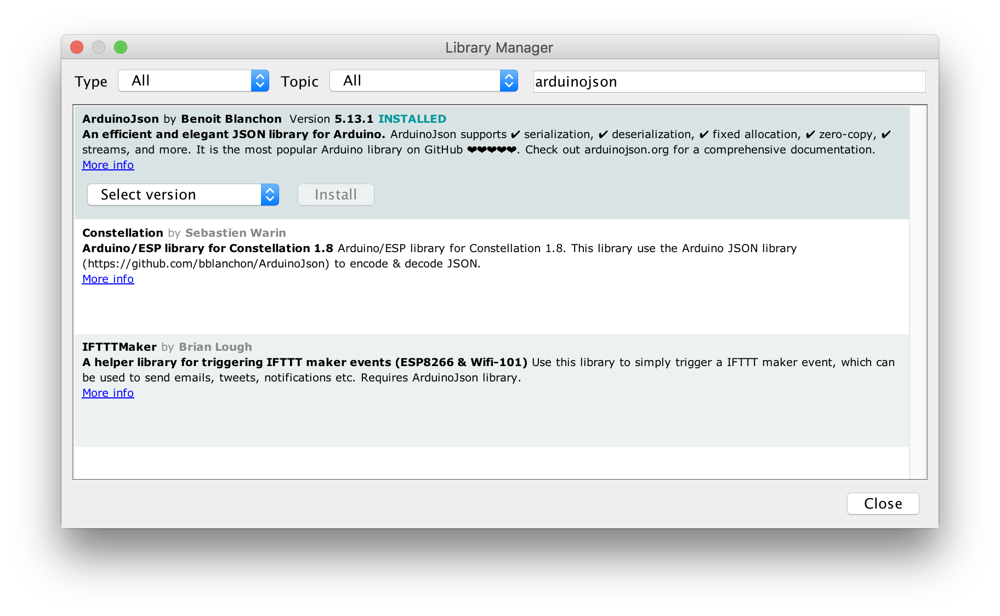 Library Manager
Type All Topic All arduinojson
ArduinoJson by Benoit Blanchon Version 5.13.1 INSTALLED
An efficient and elegant JSON library for Arduino. ArduinoJson supports ✔ serialization, ✔ deserialization, ✔ fixed allocation, ✔ zero-copy, ✔
streams, and more. It is the most popular Arduino library on GitHub ❤❤❤❤❤. Check out arduinojson.org for a comprehensive documentation.
More info
Select version Install
Constellation by Sebastien Warin
Arduino/ESP library for Constellation 1.8 Arduino/ESP library for Constellation 1.8. This library use the Arduino JSON library
(https://github.com/bblanchon/ArduinoJson) to encode & decode JSON.
More info
IFTTTMaker by Brian Lough
A helper library for triggering IFTTT maker events (ESP8266 & Wifi-101) Use this library to simply trigger a IFTTT maker event, which can
be used to send emails, tweets, notifications etc. Requires ArduinoJson library.
More info
Close